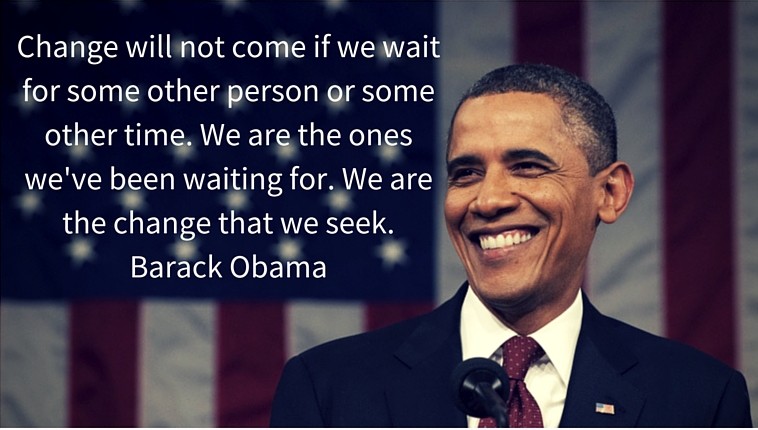 Change will not come if we wait
for some other person or some
other time. We are the ones
we've been waiting for. We are
the change that we seek.
Barack Obama